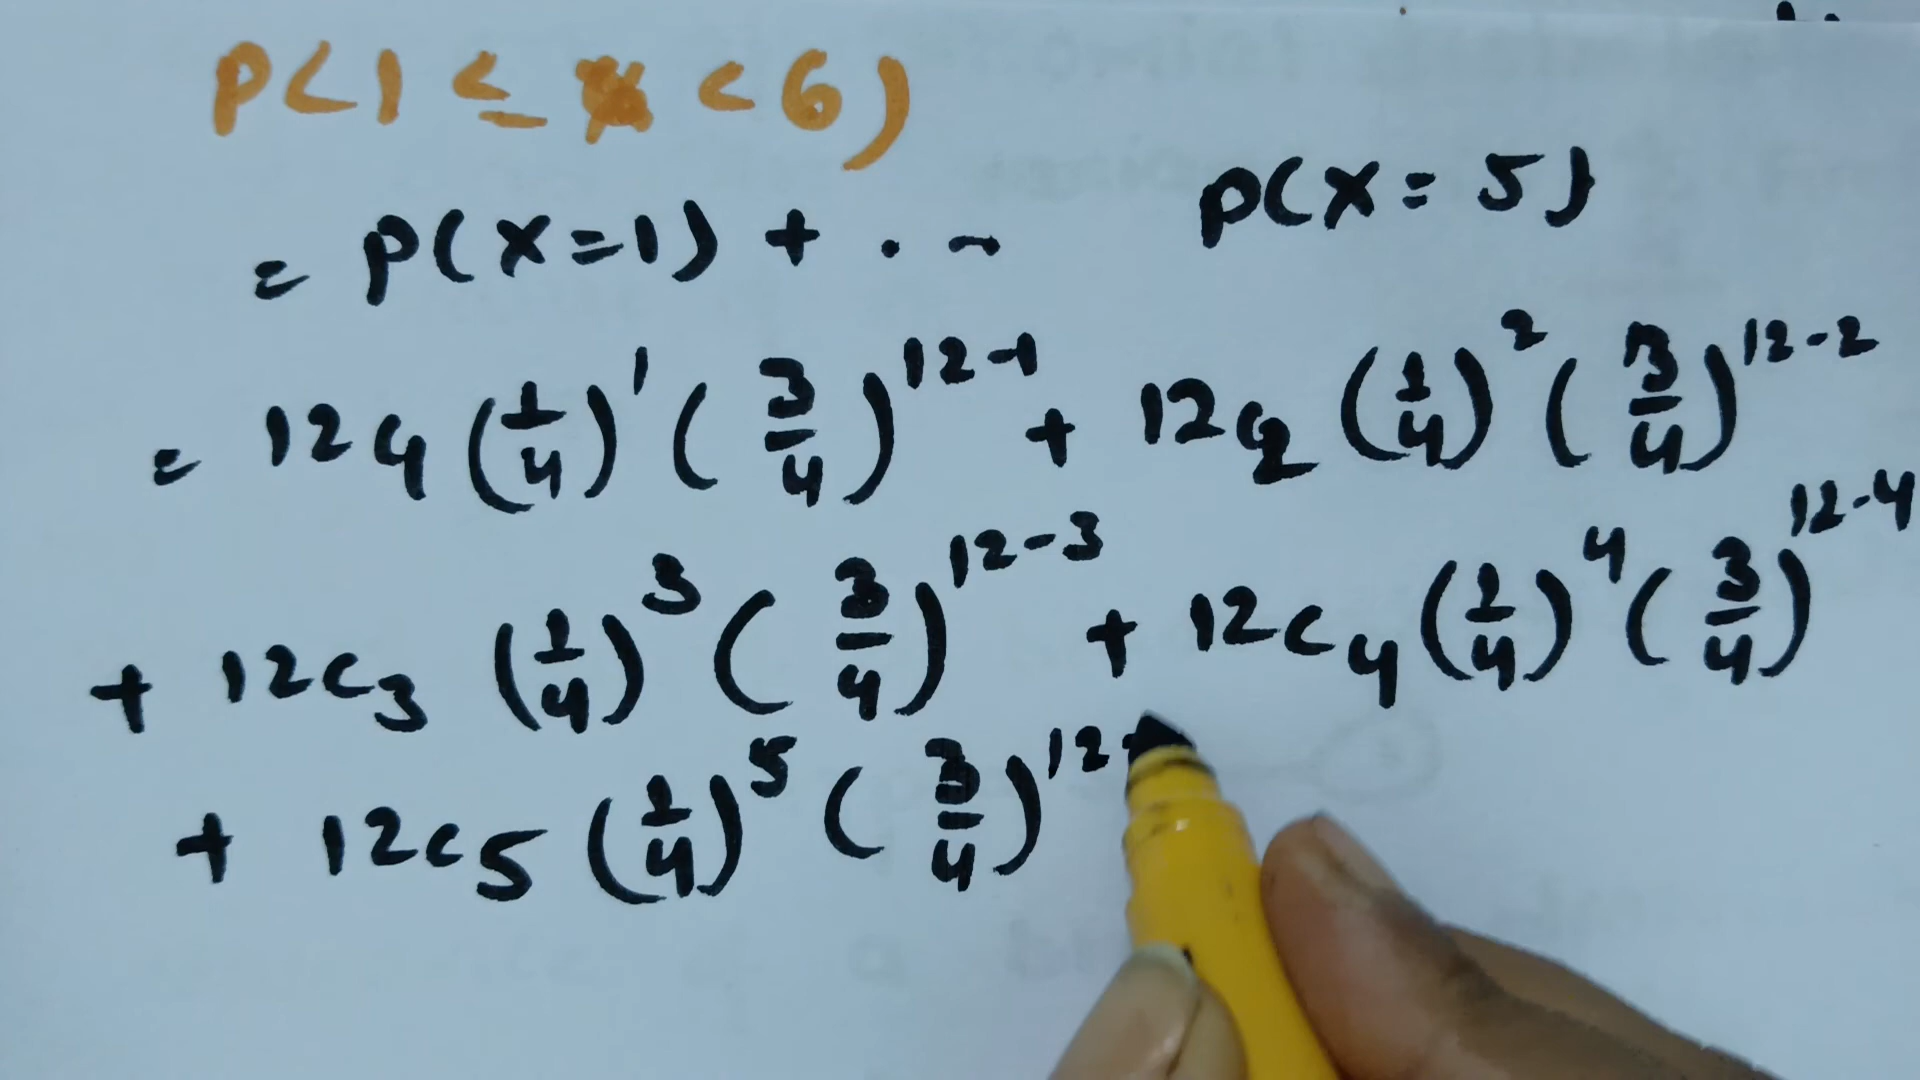 P(1 ≤ x < 6)
= P(X=1) + ... P(X=5)
= 12C1 (1/4)^1 (3/4)^12-1 + 12C2 (1/4)^2 (3/4)^12-2
+ 12C3 (1/4)^3 (3/4)^12-3 + 12C4 (1/4)^4 (3/4)^12-4
+ 12C5 (1/4)^5 (3/4)^12-